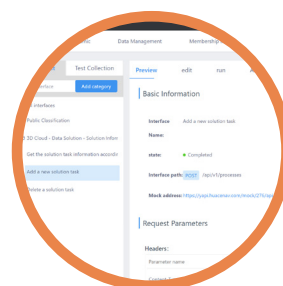 Data Management
Membership
Test Collection
Preview
edit
run
Add category
Basic Information
interfaces
Public Classification
3D Cloud - Data Solution - Solution Infor
Interface
Name:
Add a new solution task
Get the solution task information accordin
state:
Completed
Add a new solution task
Interface path:
POST
/api/v1/processes
Delete a solution task
Mock address:
Request Parameters
Headers:
Parameter name